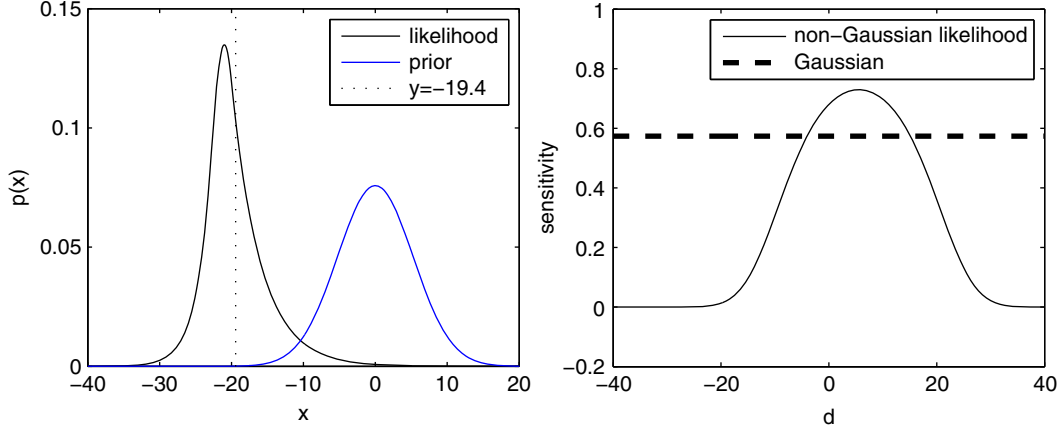 0.15
0.1
0.05
0
p(x)
likelihood
prior
y=−19.4
−40
−30
−20
−10
0
10
20
x
1
0.8
0.6
0.4
0.2
0
−0.2
sensitivity
non−Gaussian likelihood
Gaussian
−40
−20
0
20
40
d